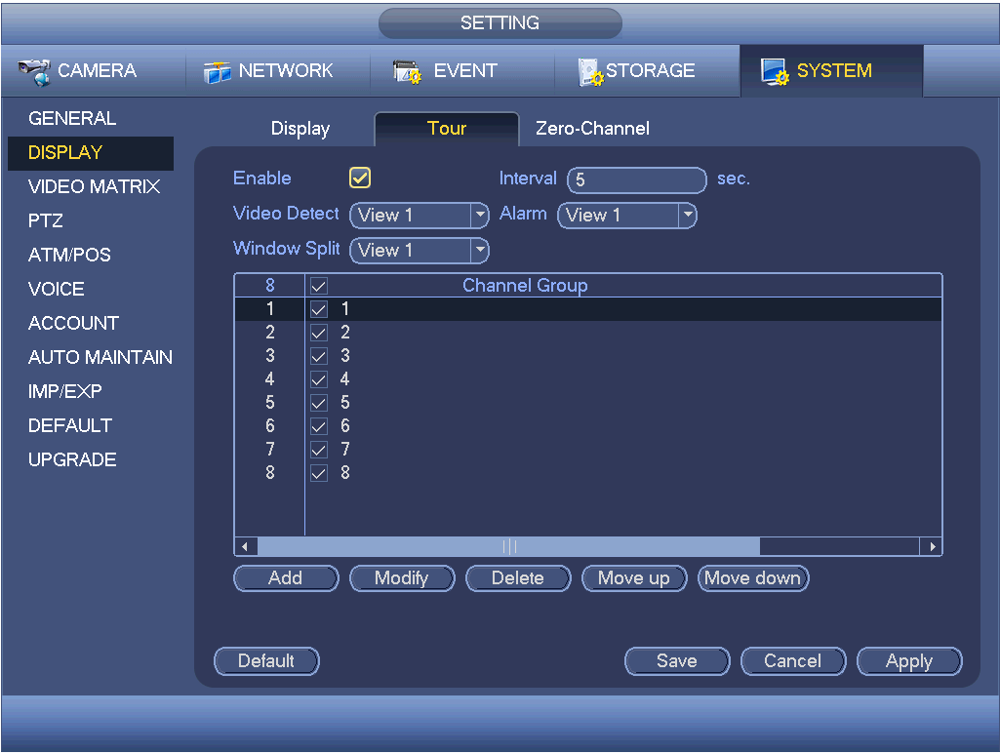 SETTING
CAMERA NETWORK EVENT STORAGE SYSTEM
GENERAL
DISPLAY
VIDEO MATRIX
PTZ
ATM/POS
VOICE
ACCOUNT
AUTO MAINTAIN
IMP/EXP
DEFAULT
UPGRADE
Display Tour Zero-Channel
Enable Interval 5 sec.
Video Detect View 1 Alarm View 1
Window Split View 1
8 Channel Group
1 1
2 2
3 3
4 4
5 5
6 6
7 7
8 8
Add Modify Delete Move up Move down
Default Save Cancel Apply